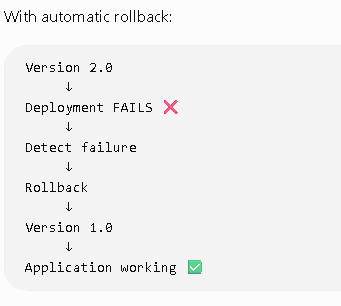 With automatic rollback:
Version 2.0
↓
Deployment FAILS ❌
↓
Detect failure
↓
Rollback
↓
Version 1.0
↓
Application working ✅